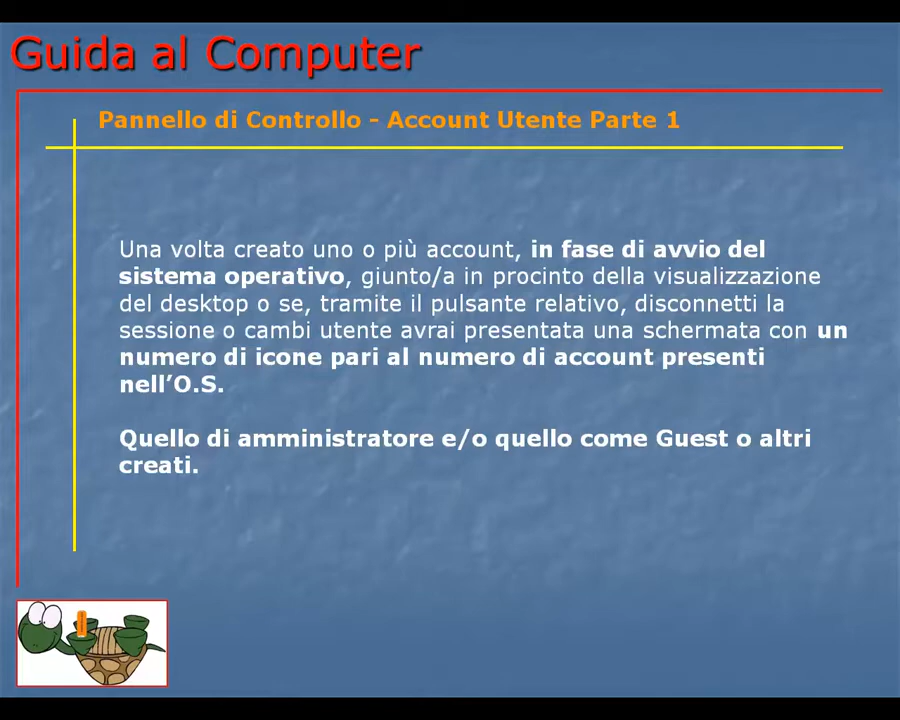 Guida al Computer
Pannello di Controllo - Account Utente Parte 1
Una volta creato uno o più account, in fase di avvio del
sistema operativo, giunto/a in procinto della visualizzazione
del desktop o se, tramite il pulsante relativo, disconnetti la
sessione o cambi utente avrai presentata una schermata con un
numero di icone pari al numero di account presenti
nell’O.S.
Quello di amministratore e/o quello come Guest o altri
creati.